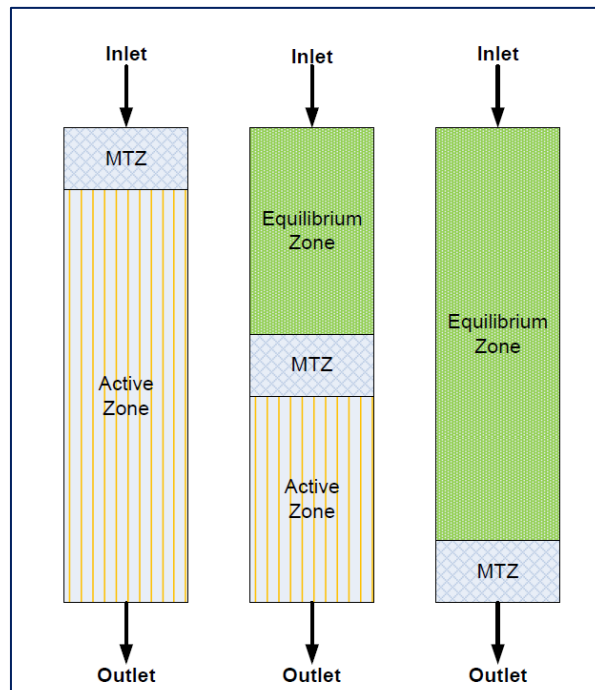 Inlet
MTZ
Active
Zone
Outlet
Inlet
Equilibrium
Zone
MTZ
Active
Zone
Outlet
Inlet
Equilibrium
Zone
MTZ
Outlet